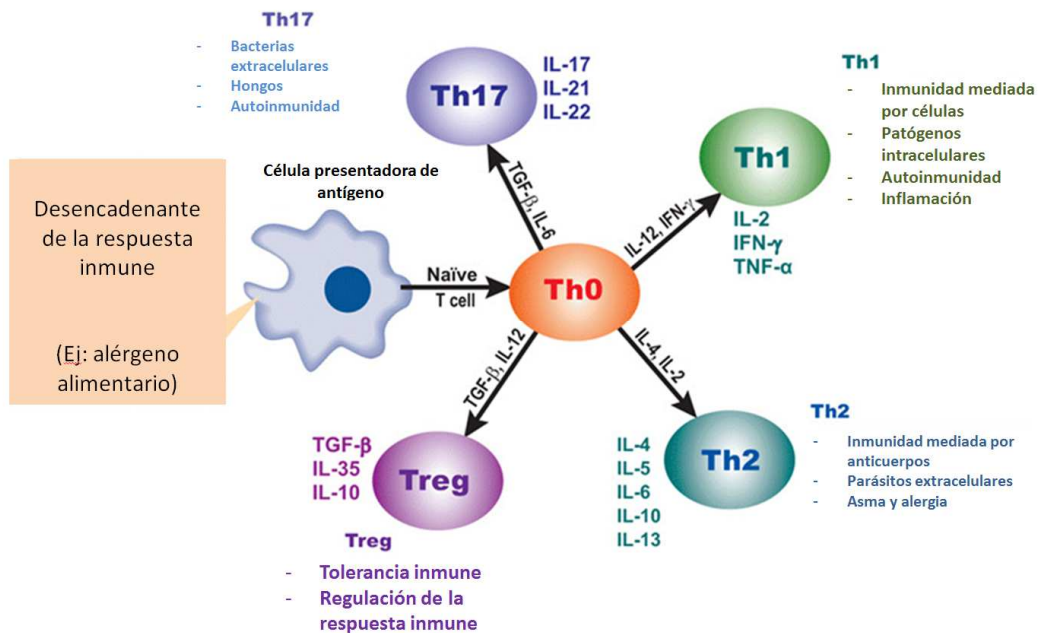 Th17
- Bacterias
extracelulares
- Hongos
- Autoinmunidad
Th17
IL-17
IL-21
IL-22
Th1
- Inmunidad mediada
por células
- Patógenos
intracelulares
- Autoinmunidad
- Inflamación
Th1
IL-2
IFN-γ
TNF-α
Desencadenante
de la respuesta
inmune
(Ej: alérgeno
alimentario)
Célula presentadora de
antígeno
Naïve
T cell
Th0
TGF-β, IL-6
IL-12, IFN-γ
TGF-β, IL-12
IL-4, IL-2
TGF-β
IL-35
IL-10
Treg
Treg
- Tolerancia inmune
- Regulación de la
respuesta inmune
IL-4
IL-5
IL-6
IL-10
IL-13
Th2
Th2
- Inmunidad mediada por
anticuerpos
- Parásitos extracelulares
- Asma y alergia